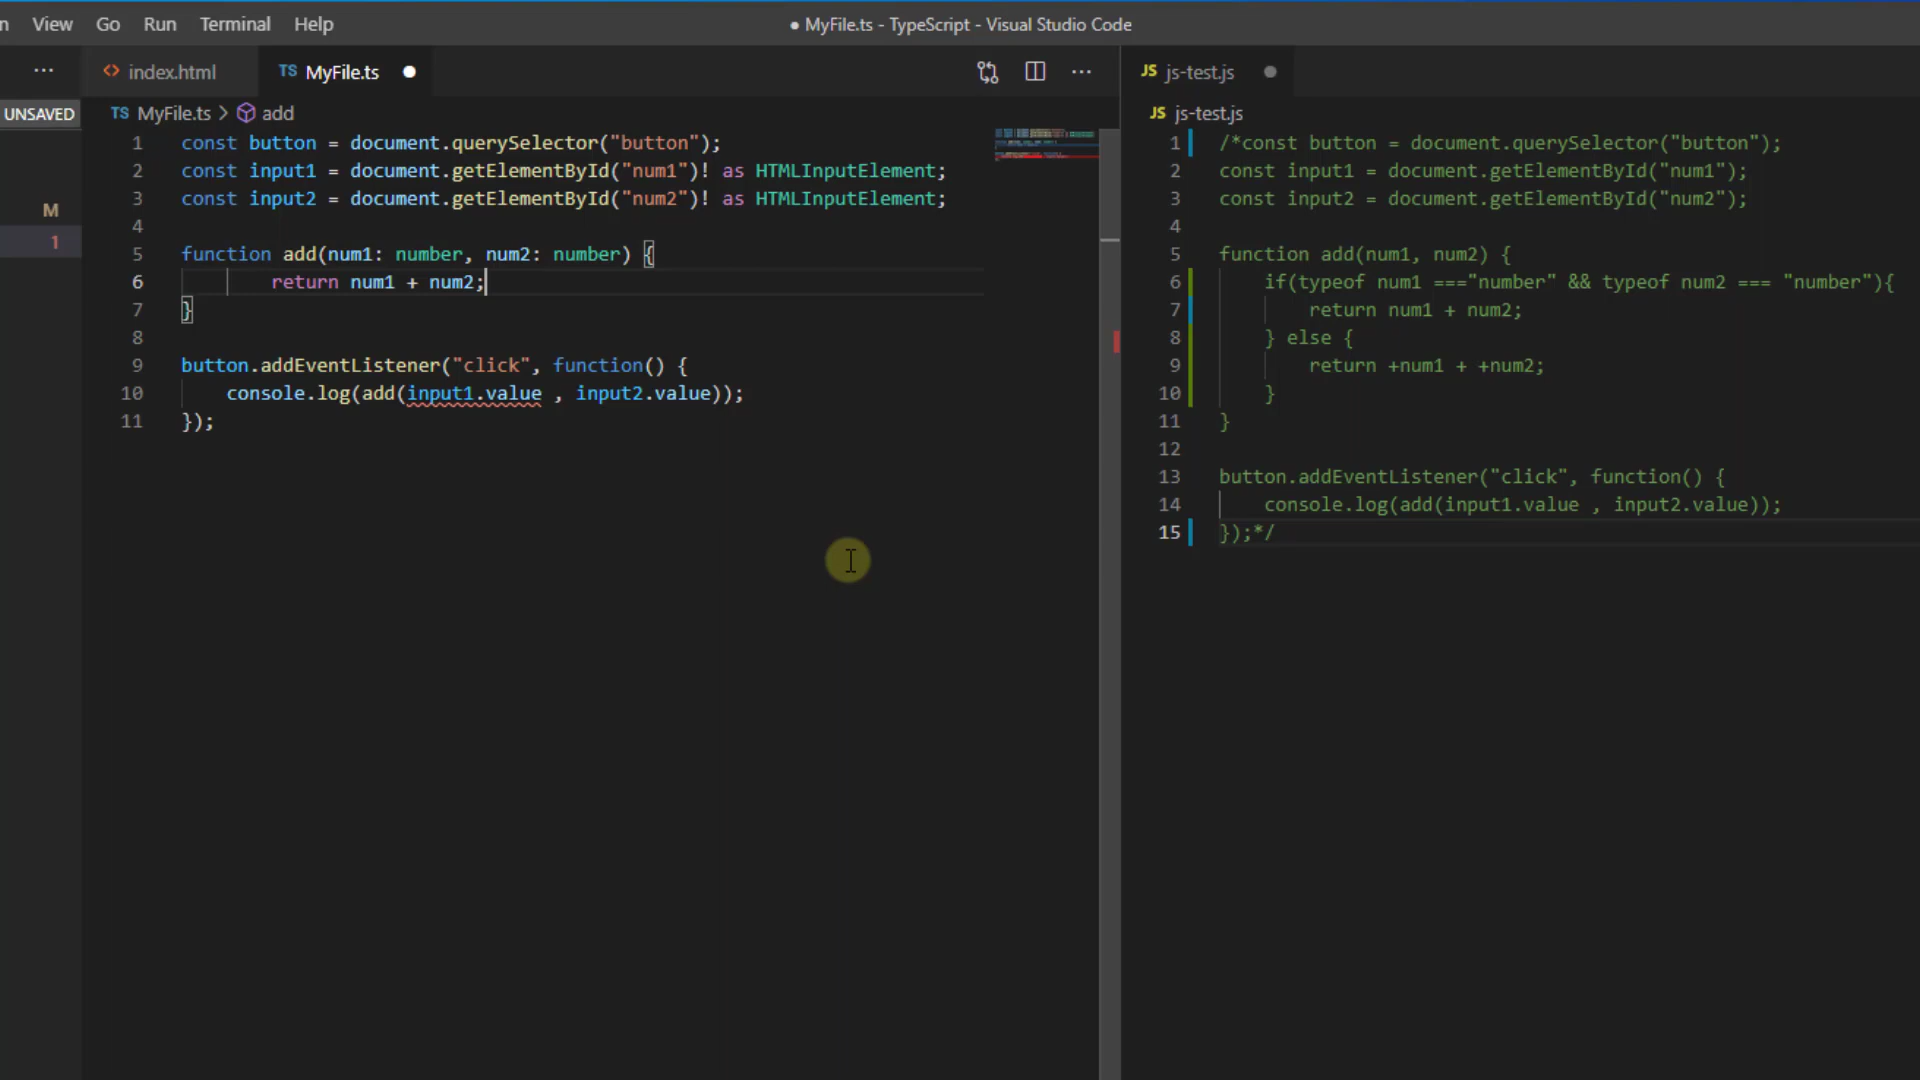 n View Go Run Terminal Help ● MyFile.ts - TypeScript - Visual Studio Code
··· <> index.html TS MyFile.ts ● ··· JS js-test.js ●
UNSAVED TS MyFile.ts > add JS js-test.js
M
1
1 const button = document.querySelector("button");
2 const input1 = document.getElementById("num1")! as HTMLInputElement;
3 const input2 = document.getElementById("num2")! as HTMLInputElement;
4
5 function add(num1: number, num2: number) {
6 return num1 + num2;
7 }
8
9 button.addEventListener("click", function() {
10 console.log(add(input1.value , input2.value));
11 });
1 /*const button = document.querySelector("button");
2 const input1 = document.getElementById("num1");
3 const input2 = document.getElementById("num2");
4
5 function add(num1, num2) {
6 if(typeof num1 ==="number" && typeof num2 === "number"){
7 return num1 + num2;
8 } else {
9 return +num1 + +num2;
10 }
11 }
12
13 button.addEventListener("click", function() {
14 console.log(add(input1.value , input2.value));
15 });*/